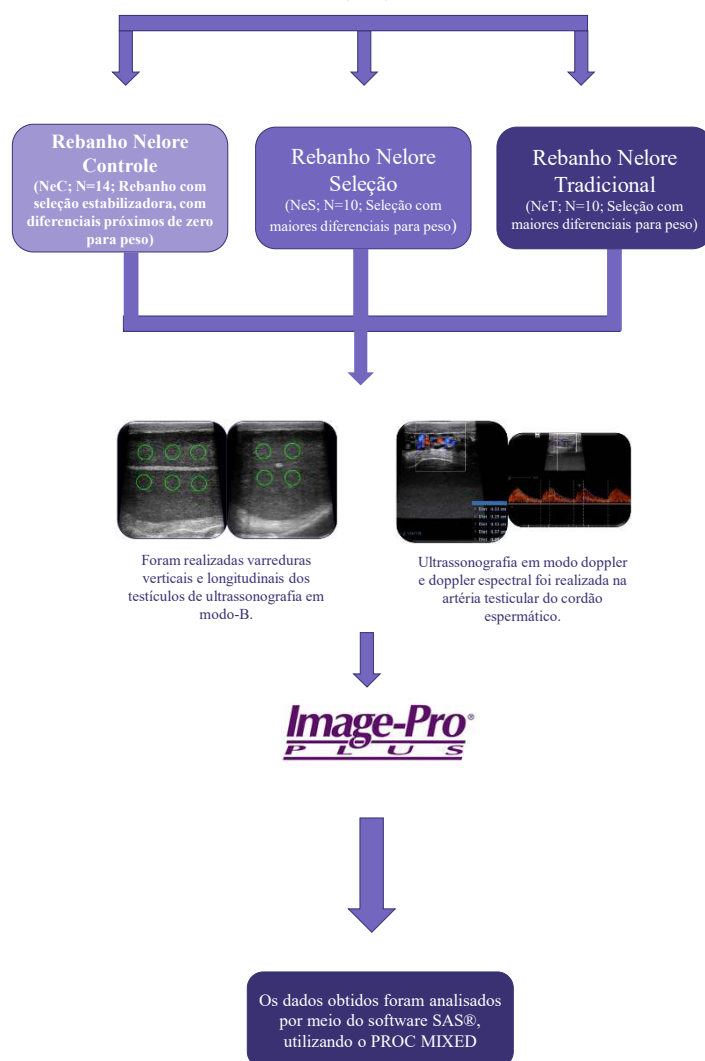 Rebanho Nelore
Controle
(NeC; N=14; Rebanho com
seleção estabilizadora, com
diferenciais próximos de zero
para peso)
Rebanho Nelore
Seleção
(NeS; N=10; Seleção com
maiores diferenciais para peso)
Rebanho Nelore
Tradicional
(NeT; N=10; Seleção com
maiores diferenciais para peso)
Foram realizadas varreduras
verticais e longitudinais dos
testículos de ultrassonografia em
modo-B.
Ultrassonografia em modo doppler
e doppler espectral foi realizada na
artéria testicular do cordão
espermático.
Image-Pro®
PLUS
Os dados obtidos foram analisados
por meio do software SAS®,
utilizando o PROC MIXED